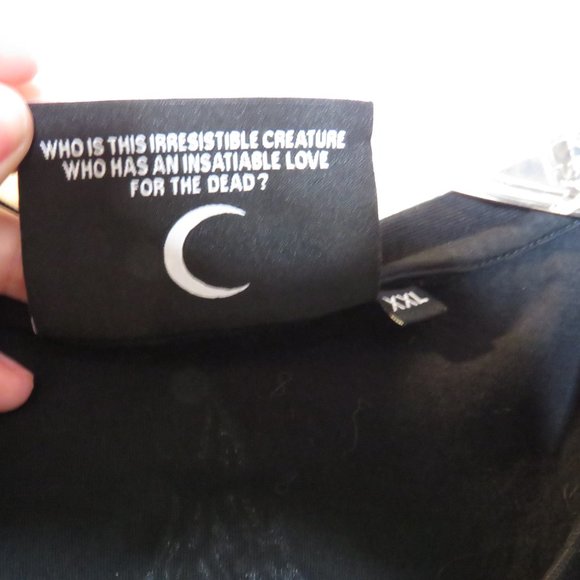 WHO IS THIS IRRESISTIBLE CREATURE
WHO HAS AN INSATIABLE LOVE
FOR THE DEAD?
XXL